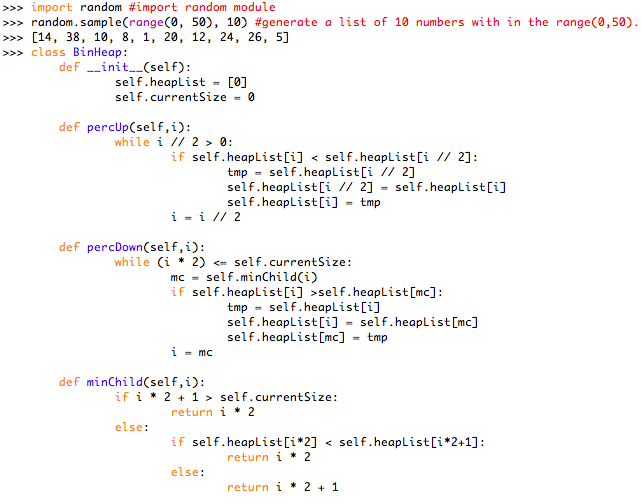 >>> import random #import random module
>>> random.sample(range(0, 50), 10) #generate a list of 10 numbers with in the range(0,50).
>>> [14, 38, 10, 8, 1, 20, 12, 24, 26, 5]
>>> class BinHeap:
        def __init__(self):
                self.heapList = [0]
                self.currentSize = 0

        def percUp(self,i):
                while i // 2 > 0:
                        if self.heapList[i] < self.heapList[i // 2]:
                                tmp = self.heapList[i // 2]
                                self.heapList[i // 2] = self.heapList[i]
                                self.heapList[i] = tmp
                        i = i // 2

        def percDown(self,i):
                while (i * 2) <= self.currentSize:
                        mc = self.minChild(i)
                        if self.heapList[i] >self.heapList[mc]:
                                tmp = self.heapList[i]
                                self.heapList[i] = self.heapList[mc]
                                self.heapList[mc] = tmp
                        i = mc

        def minChild(self,i):
                if i * 2 + 1 > self.currentSize:
                        return i * 2
                else:
                        if self.heapList[i*2] < self.heapList[i*2+1]:
                                return i * 2
                        else:
                                return i * 2 + 1